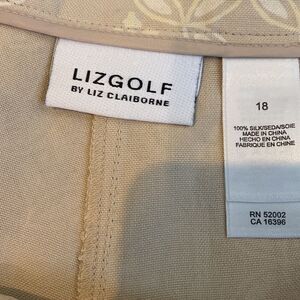 LIZGOLF
BY LIZ CLAIBORNE
18
100% SILK/SEDA/SOIE
MADE IN CHINA
HECHO EN CHINA
FABRIQUE EN CHINE
RN 52002
CA 16396